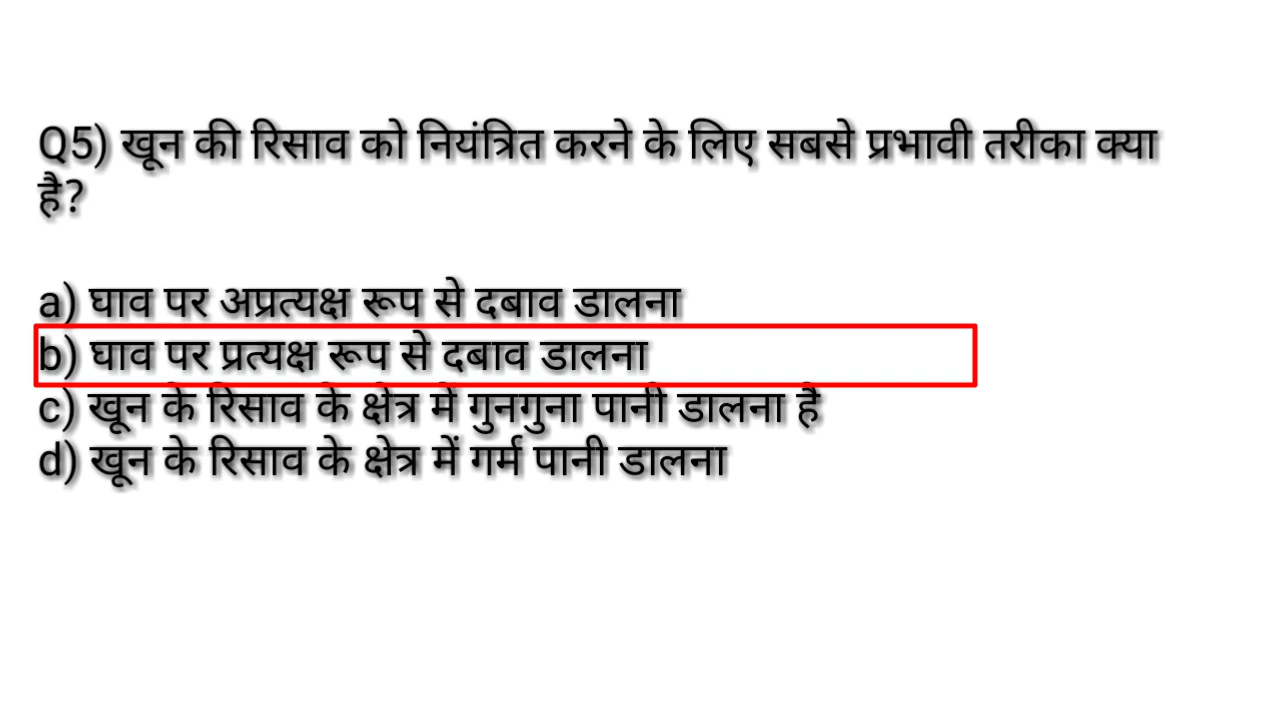 Q5) खून की रिसाव को नियंत्रित करने के लिए सबसे प्रभावी तरीका क्या
है?
a) घाव पर अप्रत्यक्ष रूप से दबाव डालना
b) घाव पर प्रत्यक्ष रूप से दबाव डालना
c) खून के रिसाव के क्षेत्र में गुनगुना पानी डालना है
d) खून के रिसाव के क्षेत्र में गर्म पानी डालना